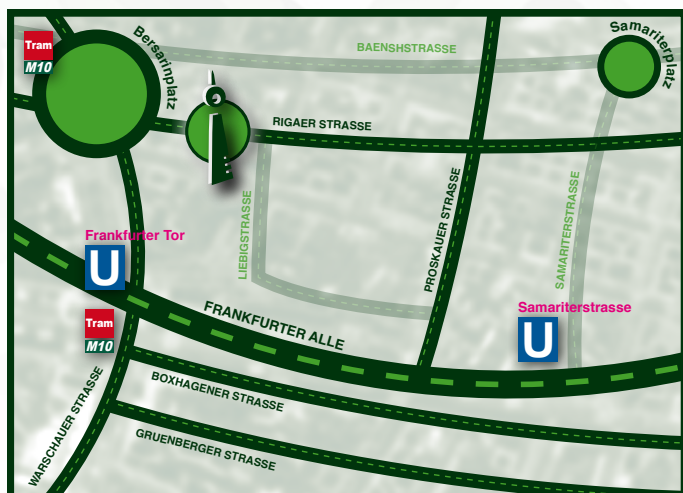 Tram
M10
Bersarinplatz
BAENSHSTRASSE
Samariterplatz
RIGAER STRASSE
LIEBIGSTRASSE
PROSKAUER STRASSE
SAMARITERSTRASSE
Frankfurter Tor
U
Samariterstrasse
U
Tram
M10
FRANKFURTER ALLE
WARSCHAUER STRASSE
BOXHAGENER STRASSE
GRUENBERGER STRASSE